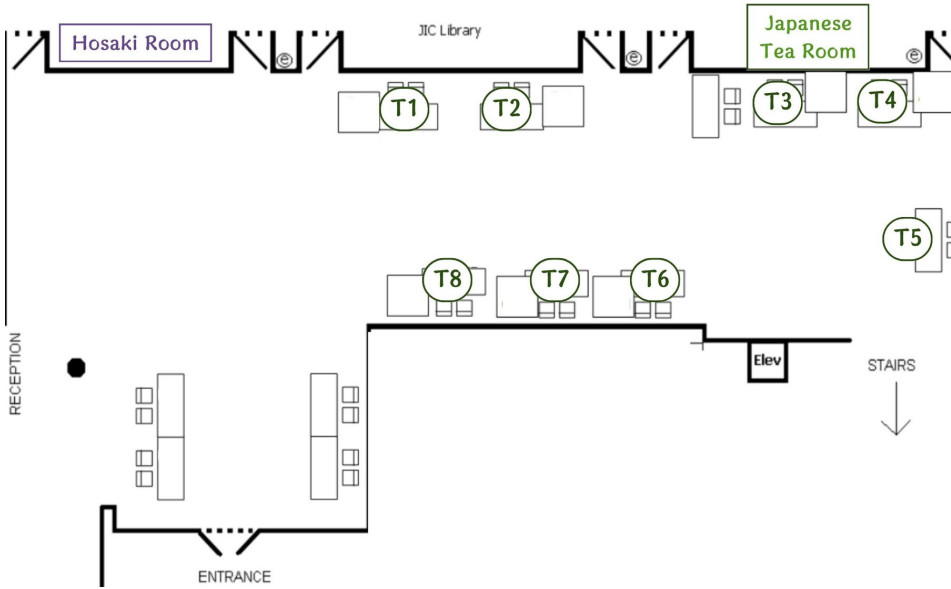 JIC Library
Hosaki Room
Japanese
Tea Room
e
e
e
T1
T2
T3
T4
T5
T8
T7
T6
RECEPTION
Elev
STAIRS
ENTRANCE